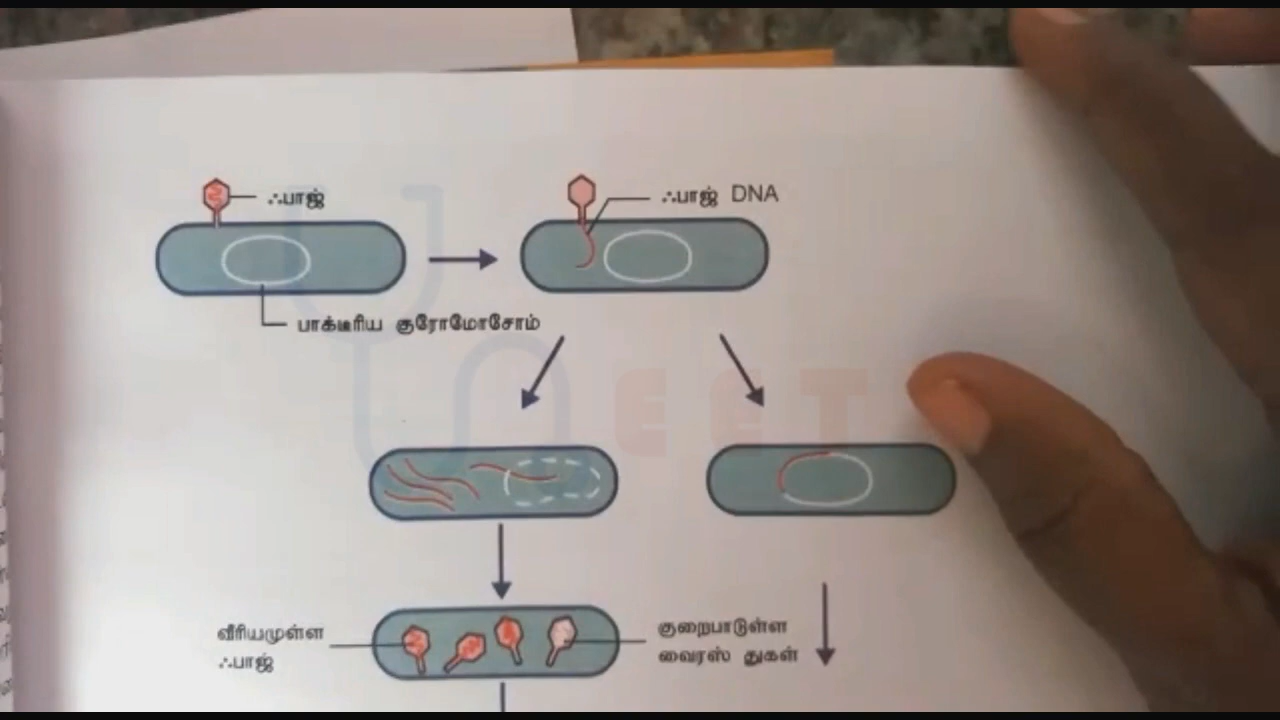 ஃபாஜ்
ஃபாஜ் DNA
பாக்டீரிய குரோமோசோம்
வீரியமுள்ள
ஃபாஜ்
குறைபாடுள்ள
வைரஸ் துகள்